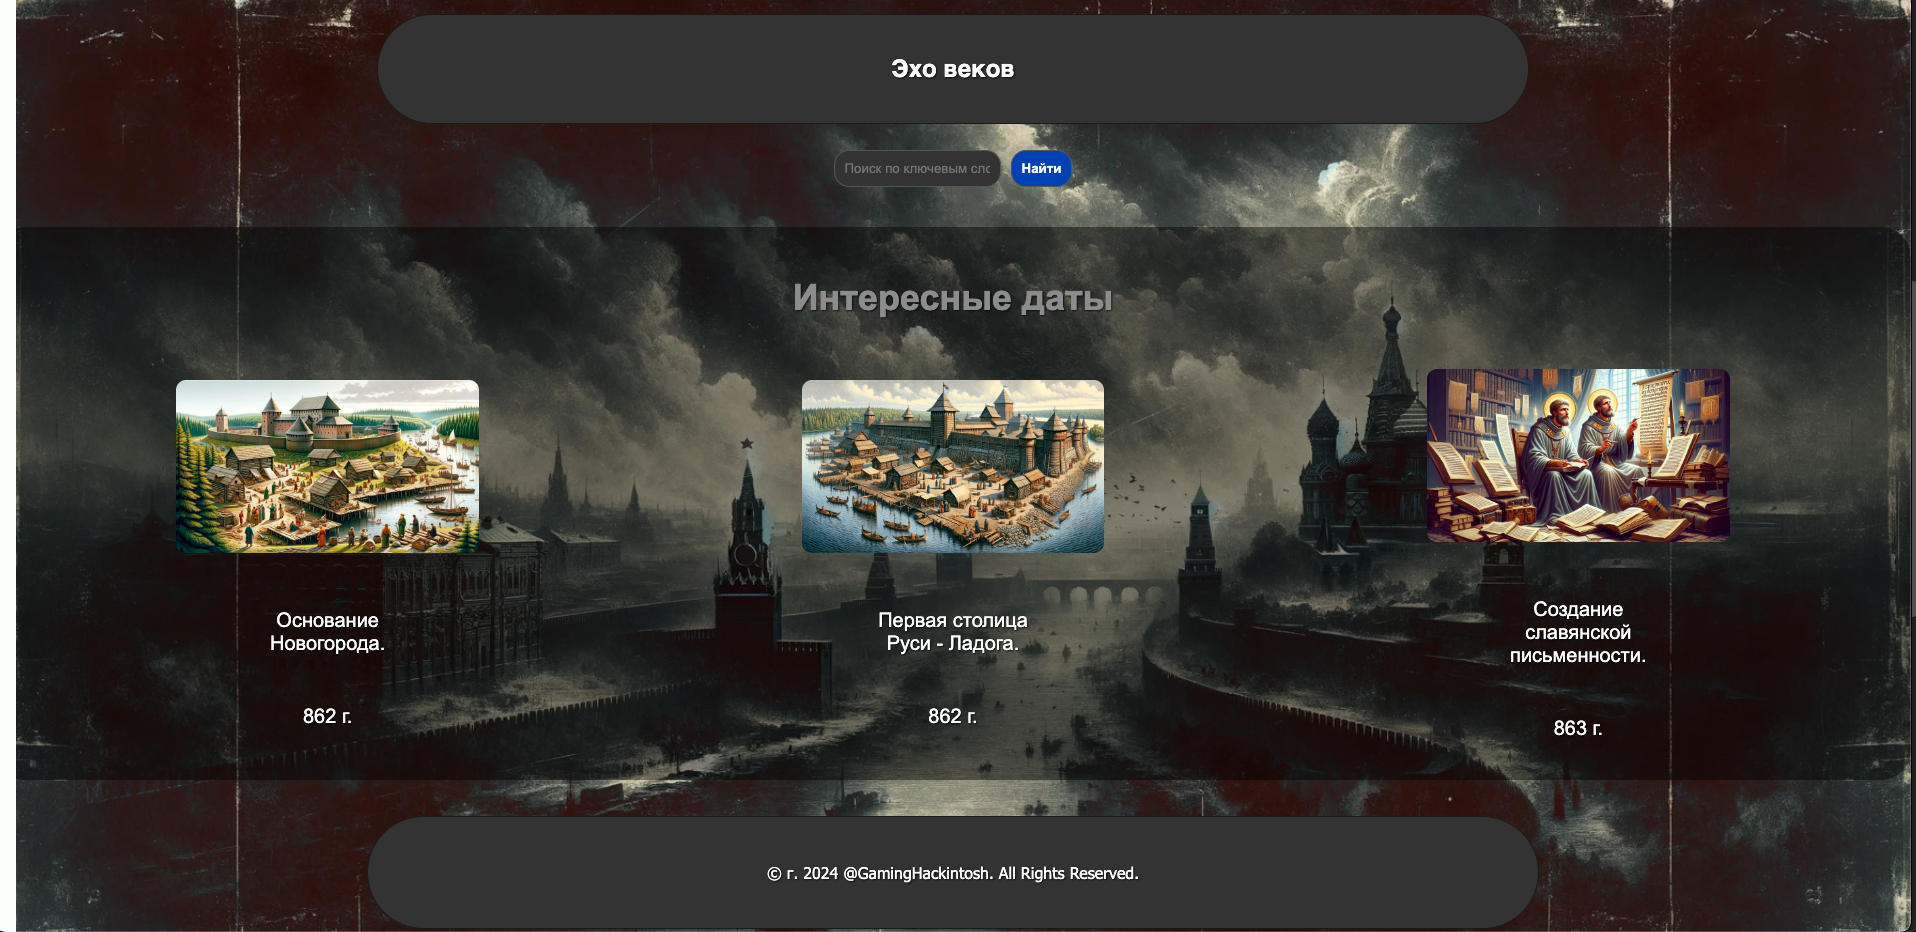 Эхо веков
Поиск по ключевым сло
Найти
Интересные даты
Основание
Новогорода.
862 г.
Первая столица
Руси - Ладога.
862 г.
Создание
славянской
письменности.
863 г.
© г. 2024 @GamingHackintosh. All Rights Reserved.